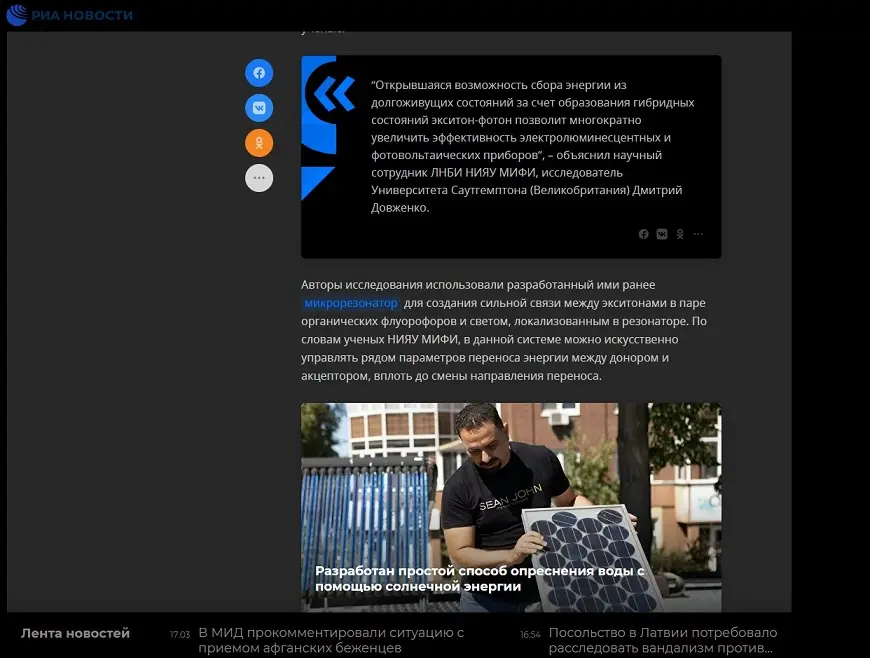 РИА НОВОСТИ
“Открывшаяся возможность сбора энергии из
долгоживущих состояний за счет образования гибридных
состояний экситон-фотон позволит многократно
увеличить эффективность электролюминесцентных и
фотовольтаических приборов“, – объяснил научный
сотрудник ЛНБИ НИЯУ МИФИ, исследователь
Университета Саутгемптона (Великобритания) Дмитрий
Довженко.
Авторы исследования использовали разработанный ими ранее
микрорезонатор для создания сильной связи между экситонами в паре
органических флуорофоров и светом, локализованным в резонаторе. По
словам ученых НИЯУ МИФИ, в данной системе можно искусственно
управлять рядом параметров переноса энергии между донором и
акцептором, вплоть до смены направления переноса.
SEAN JOHN
Разработан простой способ опреснения воды с
помощью солнечной энергии
Лента новостей
17:03 В МИД прокомментировали ситуацию с
приемом афганских беженцев
16:54 Посольство в Латвии потребовало
расследовать вандализм против...